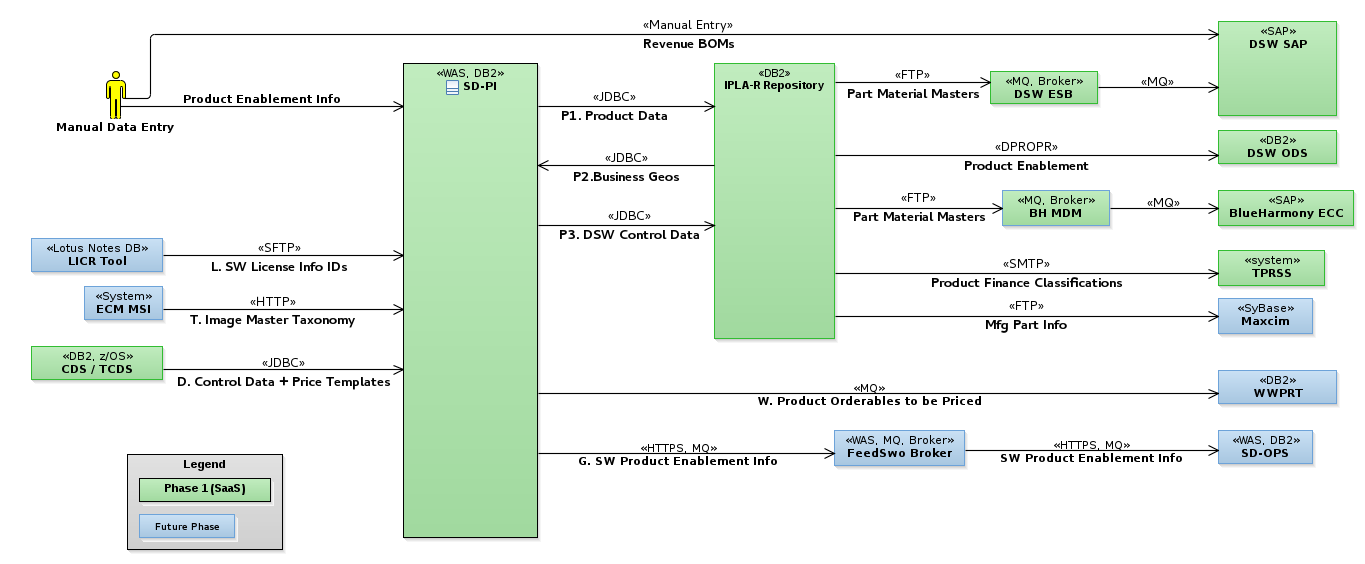 «Manual Entry»
Revenue BOMs
«SAP»
DSW SAP
Manual Data Entry
Product Enablement Info
«WAS, DB2»
SD-PI
«JDBC»
P1. Product Data
«JDBC»
P2.Business Geos
«JDBC»
P3. DSW Control Data
«DB2»
IPLA-R Repository
«FTP»
Part Material Masters
«MQ, Broker»
DSW ESB
«MQ»
«DPROPR»
Product Enablement
«DB2»
DSW ODS
«FTP»
Part Material Masters
«MQ, Broker»
BH MDM
«MQ»
«SAP»
BlueHarmony ECC
«SMTP»
Product Finance Classifications
«system»
TPRSS
«FTP»
Mfg Part Info
«SyBase»
Maxcim
«Lotus Notes DB»
LICR Tool
«SFTP»
L. SW License Info IDs
«System»
ECM MSI
«HTTP»
T. Image Master Taxonomy
«DB2, z/OS»
CDS / TCDS
«JDBC»
D. Control Data + Price Templates
«MQ»
W. Product Orderables to be Priced
«DB2»
WWPRT
«HTTPS, MQ»
G. SW Product Enablement Info
«WAS, MQ, Broker»
FeedSwo Broker
«HTTPS, MQ»
SW Product Enablement Info
«WAS, DB2»
SD-OPS
Legend
Phase 1 (SaaS)
Future Phase